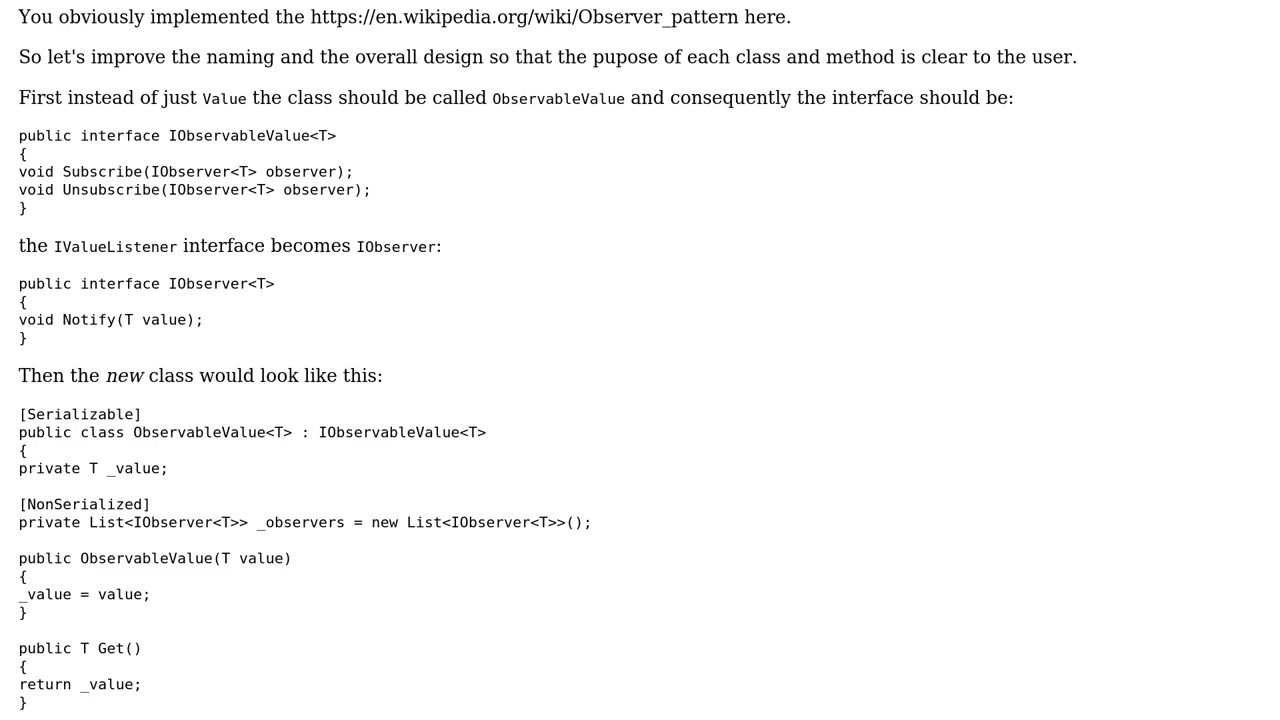 You obviously implemented the https://en.wikipedia.org/wiki/Observer_pattern here.
So let's improve the naming and the overall design so that the pupose of each class and method is clear to the user.
First instead of just Value the class should be called ObservableValue and consequently the interface should be:
public interface IObservableValue<T>
{
void Subscribe(IObserver<T> observer);
void Unsubscribe(IObserver<T> observer);
}
the IValueListener interface becomes IObserver:
public interface IObserver<T>
{
void Notify(T value);
}
Then the new class would look like this:
[Serializable]
public class ObservableValue<T> : IObservableValue<T>
{
private T _value;
[NonSerialized]
private List<IObserver<T>> _observers = new List<IObserver<T>>();
public ObservableValue(T value)
{
_value = value;
}
public T Get()
{
return _value;
}